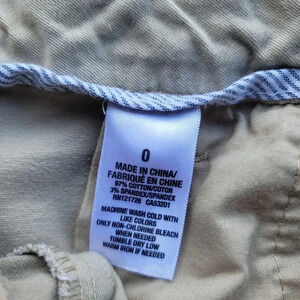 0
MADE IN CHINA/
FABRIQUÉ EN CHINE
97% COTTON/COTON
3% SPANDEX/SPANDEX
RN121726 CA53201
MACHINE WASH COLD WITH
LIKE COLORS
ONLY NON-CHLORINE BLEACH
WHEN NEEDED
TUMBLE DRY LOW
WARM IRON IF NEEDED